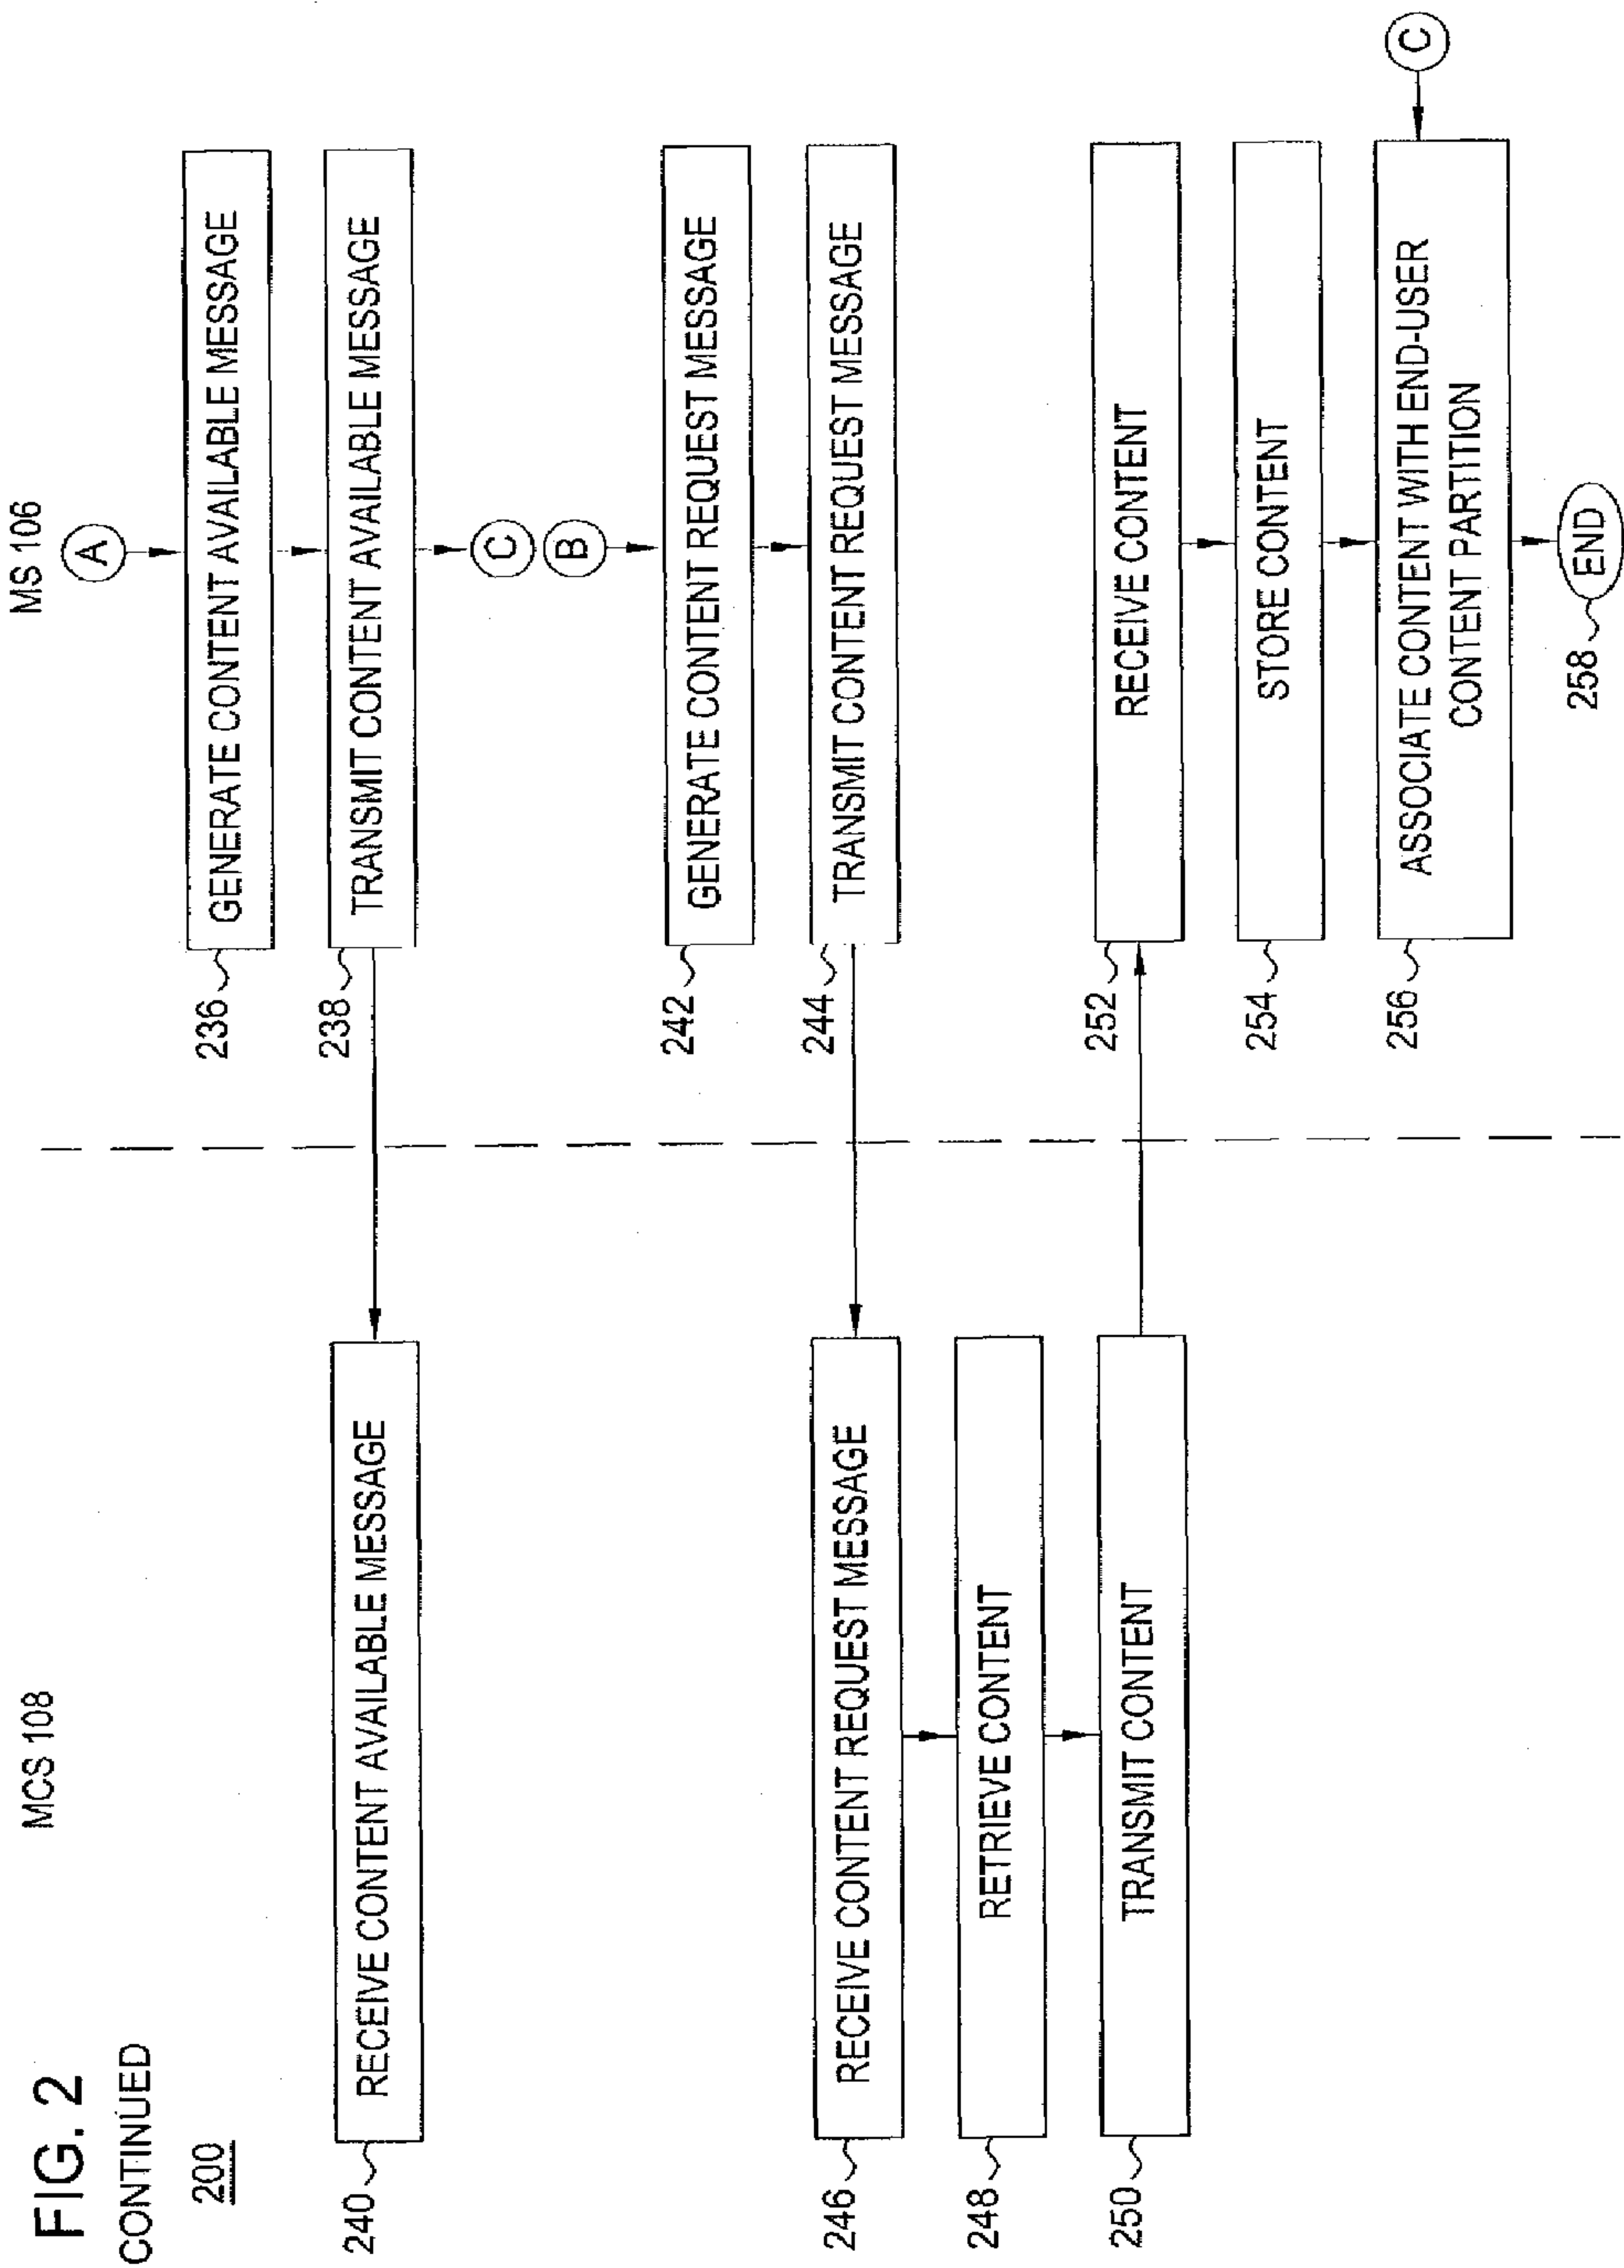 FIG. 2
CONTINUED
200
MCS 108
MS 106
A
236
GENERATE CONTENT AVAILABLE MESSAGE
240
RECEIVE CONTENT AVAILABLE MESSAGE
238
TRANSMIT CONTENT AVAILABLE MESSAGE
C
B
242
GENERATE CONTENT REQUEST MESSAGE
246
RECEIVE CONTENT REQUEST MESSAGE
244
TRANSMIT CONTENT REQUEST MESSAGE
248
RETRIEVE CONTENT
250
TRANSMIT CONTENT
252
RECEIVE CONTENT
254
STORE CONTENT
256
ASSOCIATE CONTENT WITH END-USER
CONTENT PARTITION
C
258
END